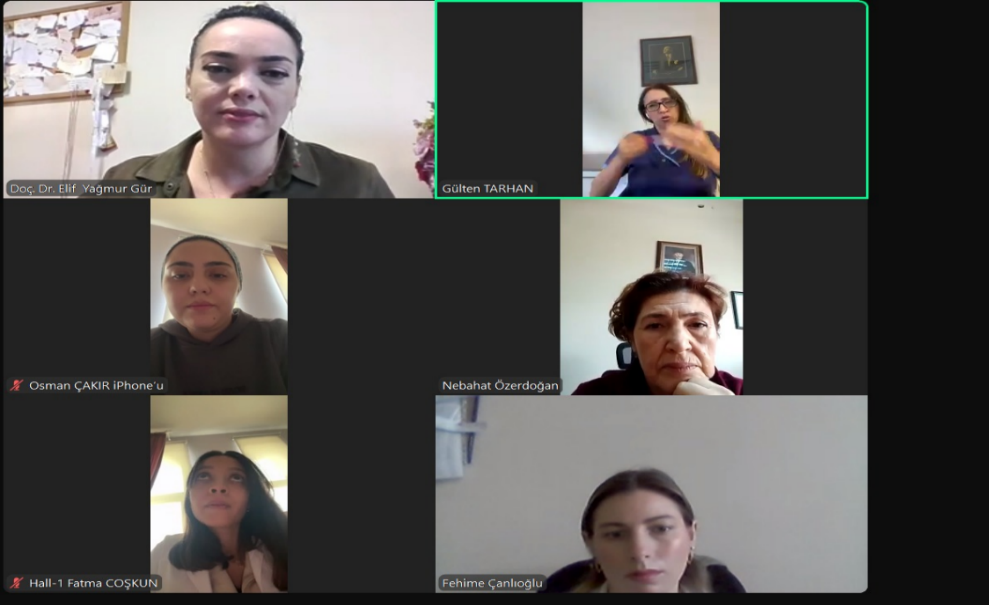 Doç. Dr. Elif Yağmur Gür
Gülten TARHAN
Osman ÇAKIR iPhone'u
Nebahat Özerdoğan
Hall-1 Fatma COŞKUN
Fehime Çanlıoğlu